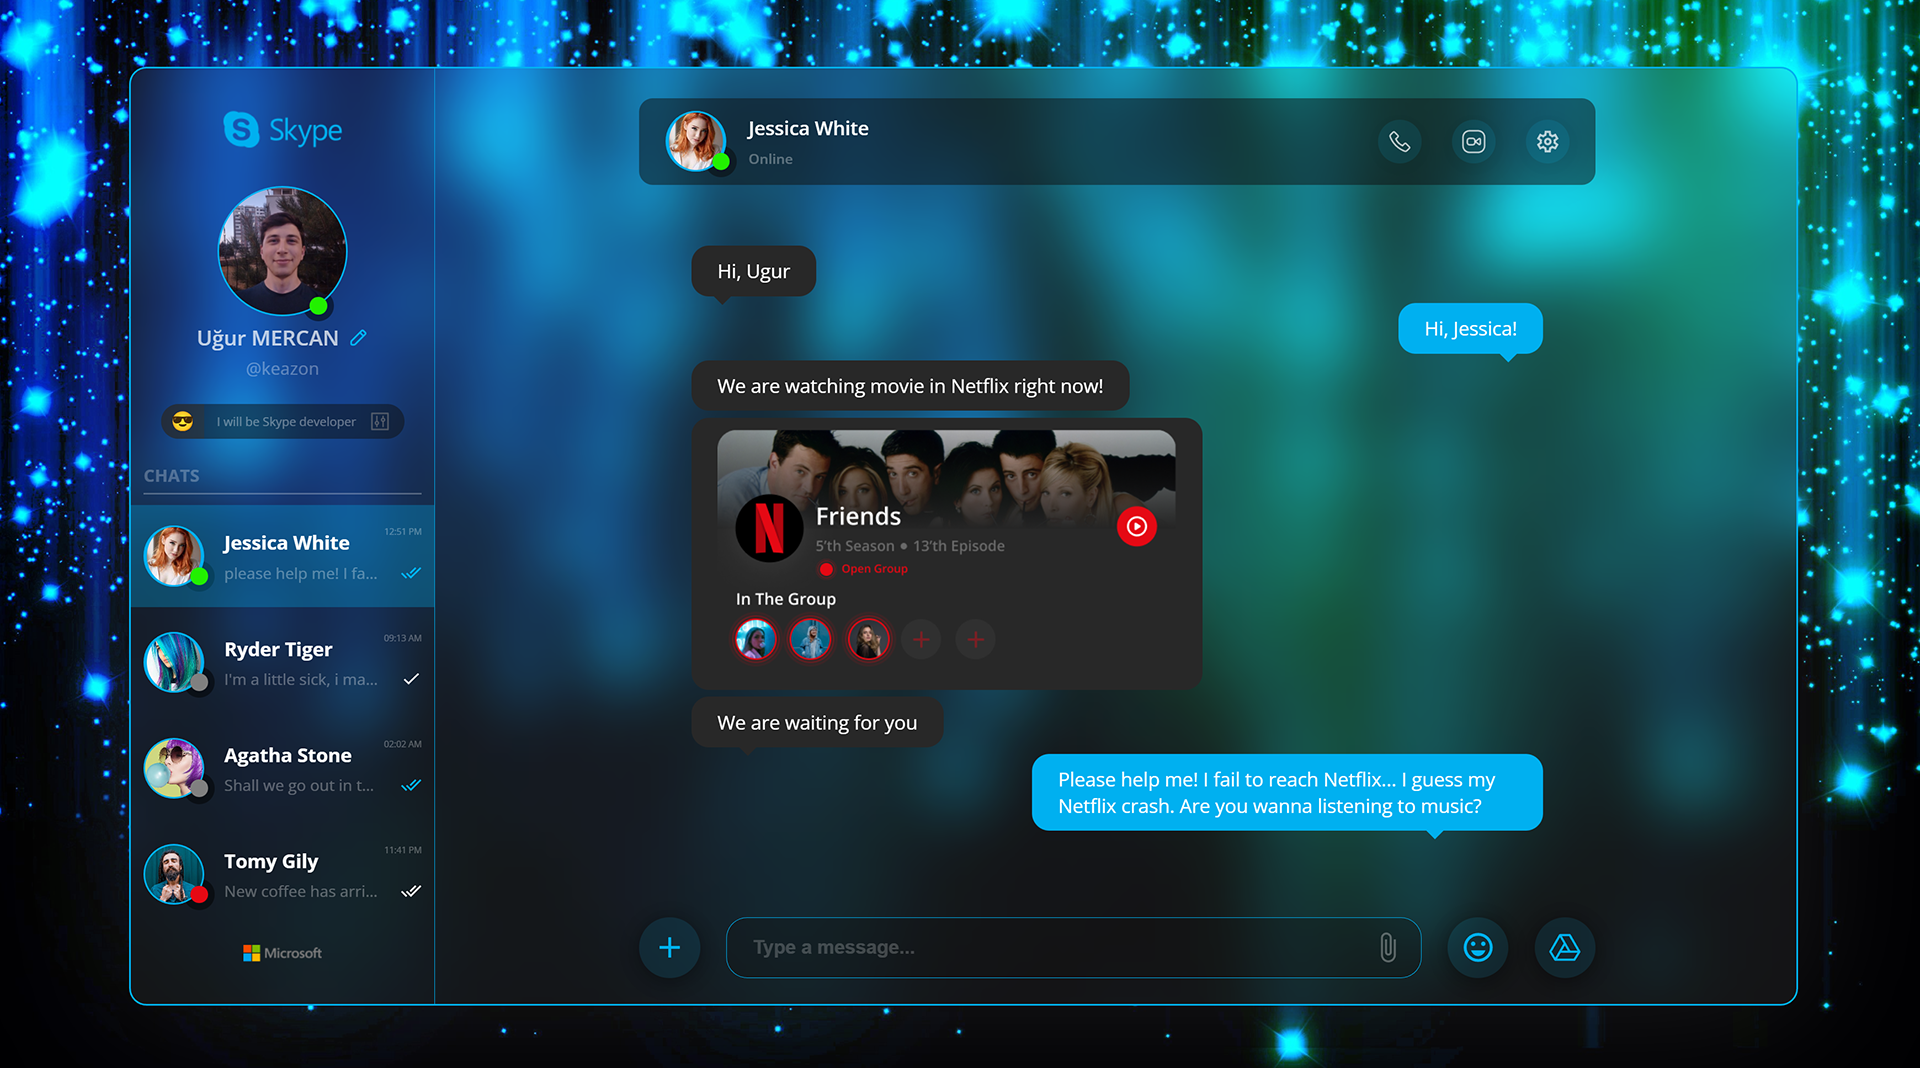 Skype
Uğur MERCAN
@keazon
I will be Skype developer
CHATS
Jessica White
12:51 PM
please help me! I fa...
Ryder Tiger
09:13 AM
I'm a little sick, i ma...
Agatha Stone
02:02 AM
Shall we go out in t...
Tomy Gily
11:41 PM
New coffee has arri...
Microsoft
Jessica White
Online
Hi, Ugur
Hi, Jessica!
We are watching movie in Netflix right now!
N
Friends
5'th Season • 13'th Episode
Open Group
In The Group
We are waiting for you
Please help me! I fail to reach Netflix... I guess my
Netflix crash. Are you wanna listening to music?
Type a message...